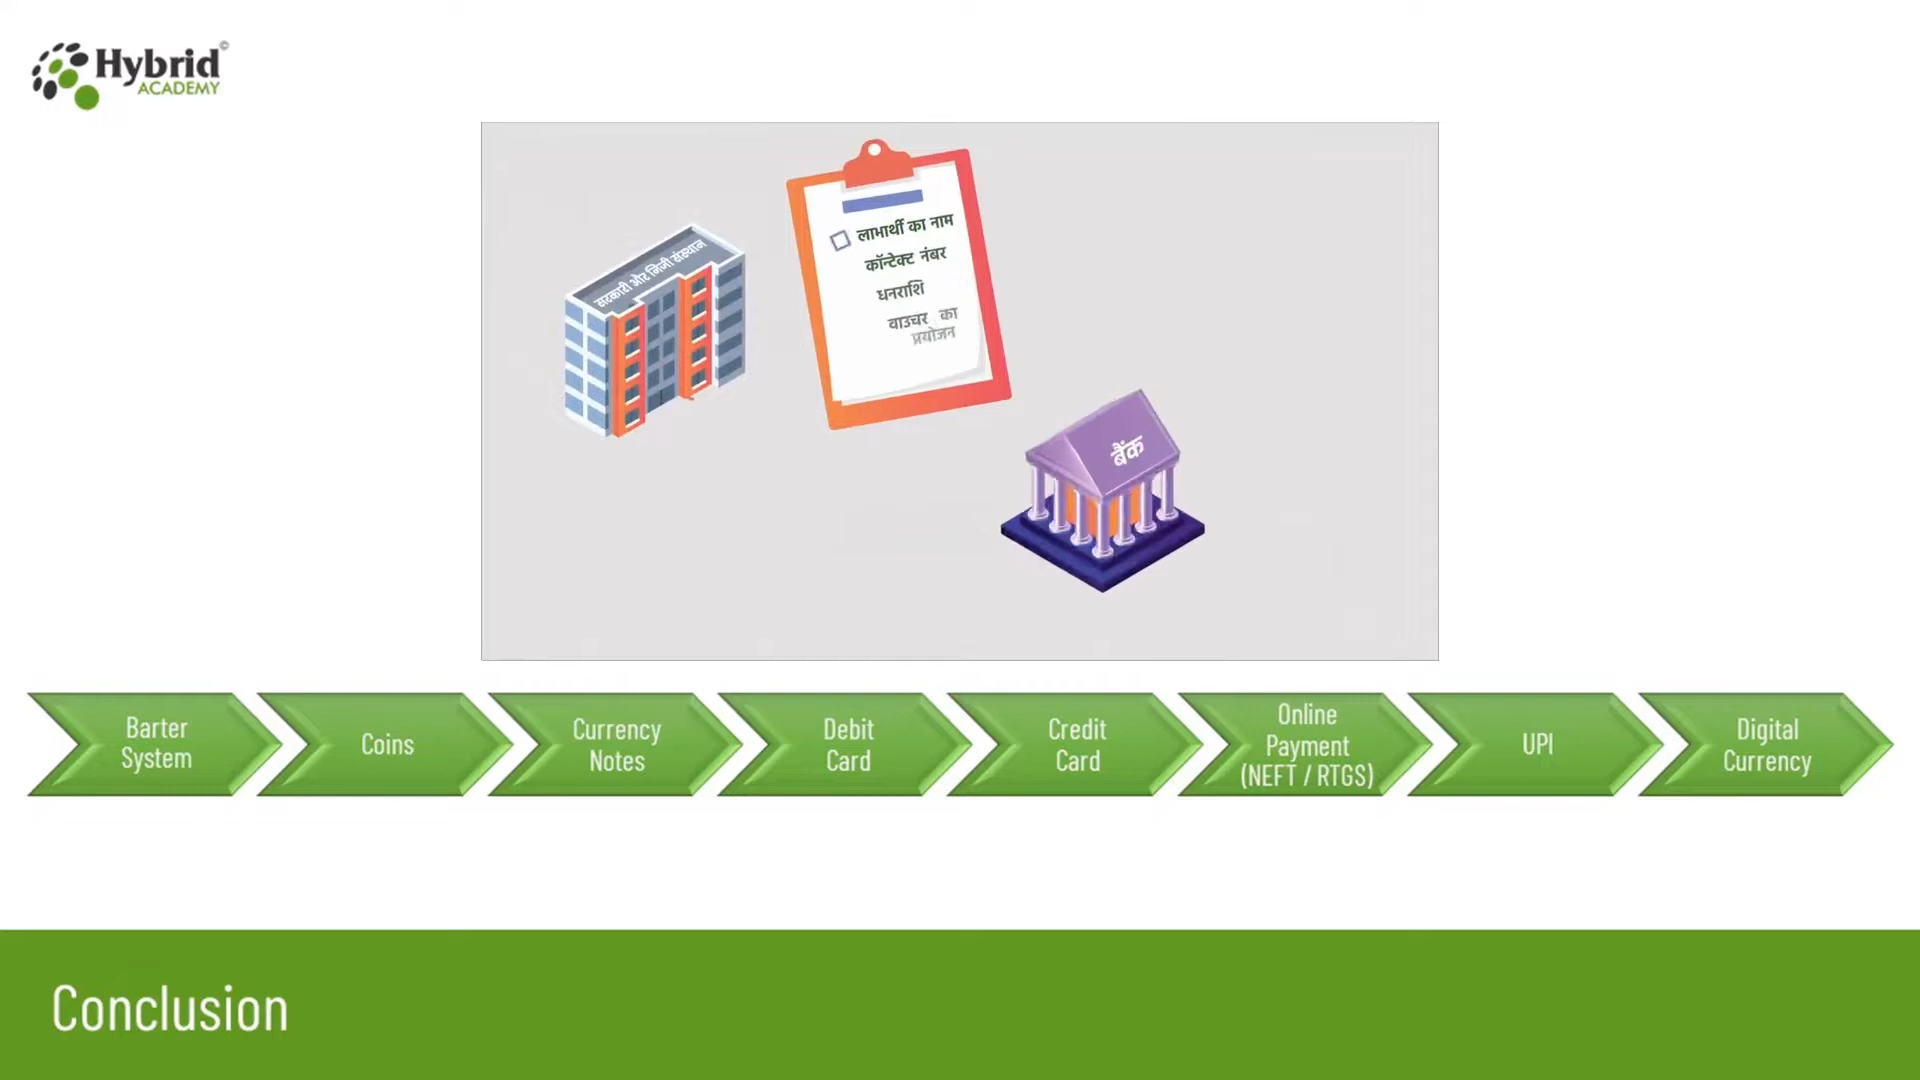 Hybrid©
ACADEMY
सरकारी और निजी संस्थान
लाभार्थी का नाम
कॉन्टेक्ट नंबर
धनराशि
वाउचर का
प्रयोजन
बैंक
Barter
System
Coins
Currency
Notes
Debit
Card
Credit
Card
Online
Payment
(NEFT / RTGS)
UPI
Digital
Currency
Conclusion